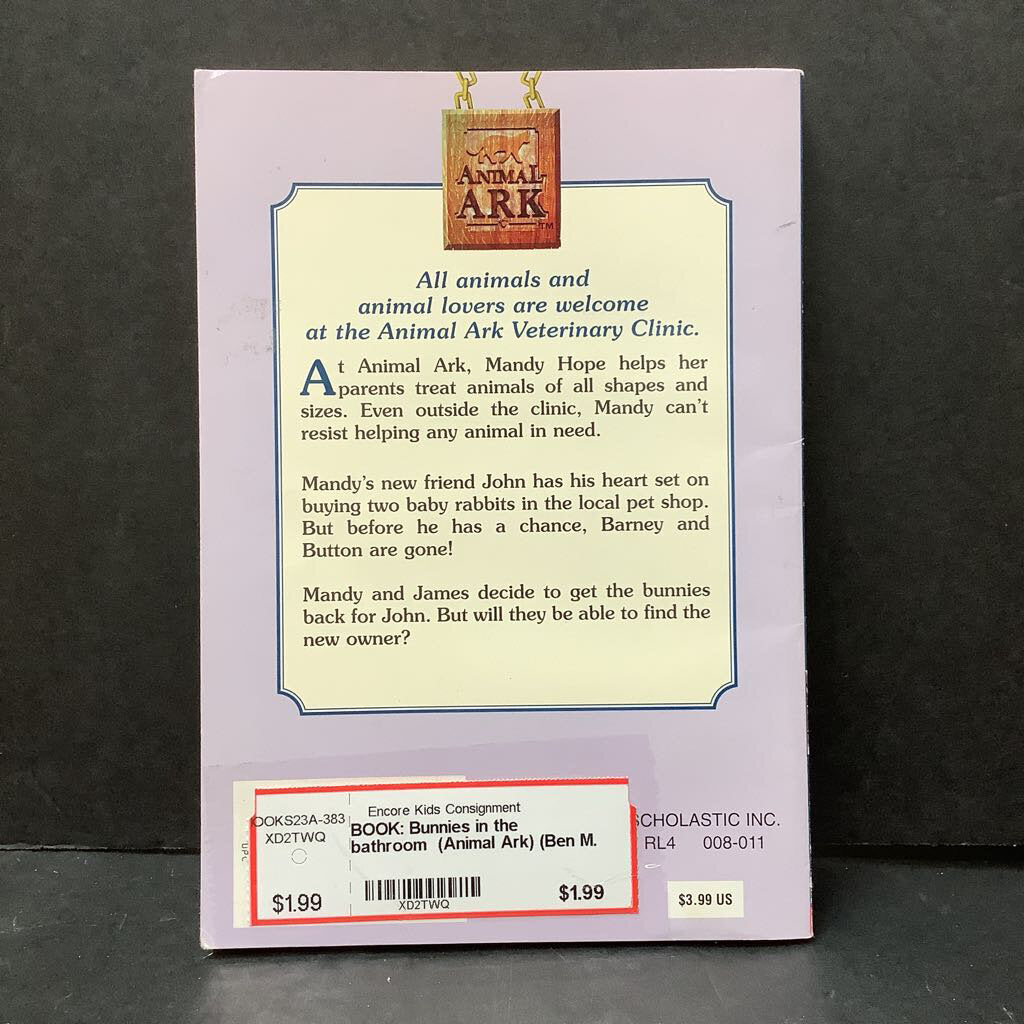 ANIMAL
ARK
TM
All animals and
animal lovers are welcome
at the Animal Ark Veterinary Clinic.
At Animal Ark, Mandy Hope helps her
parents treat animals of all shapes and
sizes. Even outside the clinic, Mandy can't
resist helping any animal in need.
Mandy's new friend John has his heart set on
buying two baby rabbits in the local pet shop.
But before he has a chance, Barney and
Button are gone!
Mandy and James decide to get the bunnies
back for John. But will they be able to find the
new owner?
OOKS23A-383
XD2TWQ
$1.99
Encore Kids Consignment
BOOK: Bunnies in the
bathroom (Animal Ark) (Ben M.
XD2TWQ
$1.99
UPC
SCHOLASTIC INC.
RL4 008-011
$3.99 US